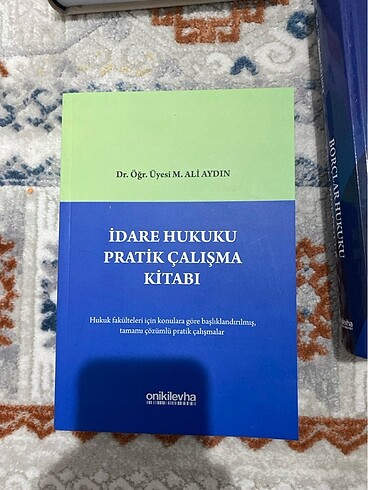 Dr. Öğr. Üyesi M. ALİ AYDIN
İDARE HUKUKU
PRATİK ÇALIŞMA
KİTABI
Hukuk fakülteleri için konulara göre başlıklandırılmış,
tamamı çözümlü pratik çalışmalar
onikilevha
BORÇLAR HUKUKU
onikilevha